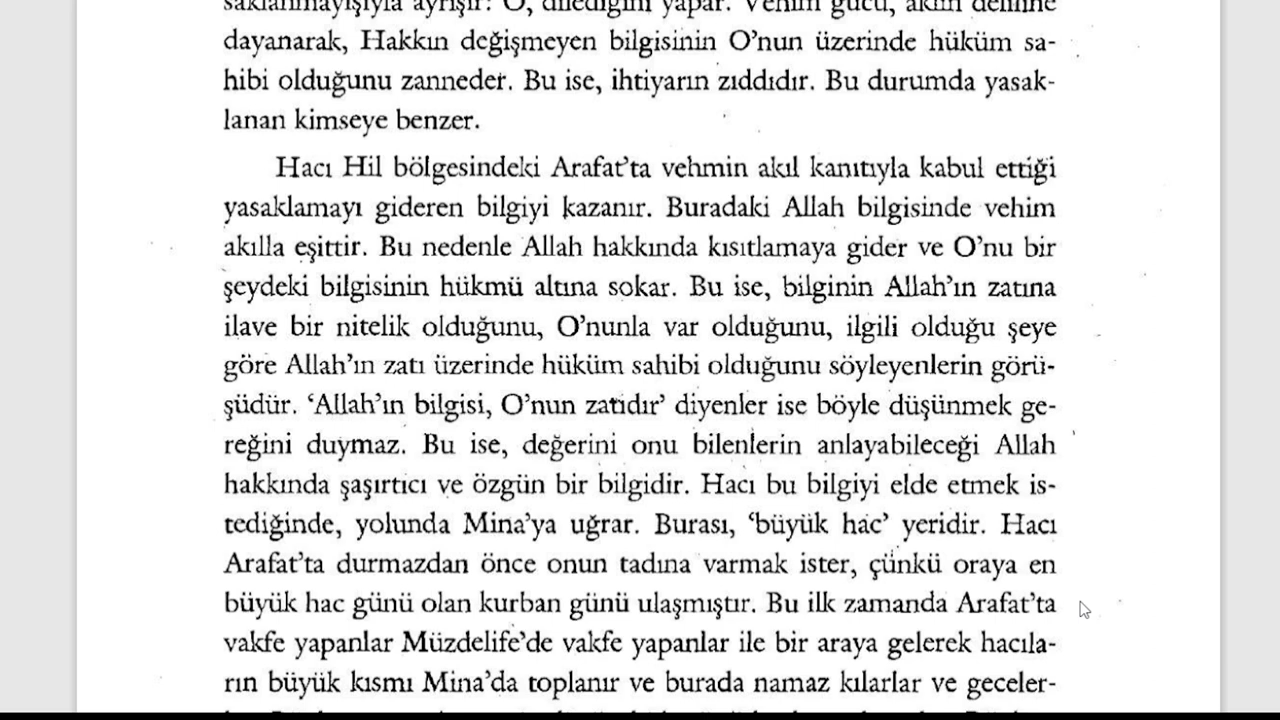 saklanmayışıyla ayrışır: O, dilediğini yapar. Vehim gücü, aklın deliline
dayanarak, Hakkın değişmeyen bilgisinin O’nun üzerinde hüküm sa-
hibi olduğunu zanneder. Bu ise, ihtiyarın zıddıdır. Bu durumda yasak-
lanan kimseye benzer.
Hacı Hil bölgesindeki Arafat’ta vehmin akıl kanıtıyla kabul ettiği
yasaklamayı gideren bilgiyi kazanır. Buradaki Allah bilgisinde vehim
akılla eşittir. Bu nedenle Allah hakkında kısıtlamaya gider ve O’nu bir
şeydeki bilgisinin hükmü altına sokar. Bu ise, bilginin Allah’ın zatına
ilave bir nitelik olduğunu, O’nunla var olduğunu, ilgili olduğu şeye
göre Allah’ın zatı üzerinde hüküm sahibi olduğunu söyleyenlerin görü-
şüdür. ‘Allah’ın bilgisi, O’nun zatıdır’ diyenler ise böyle düşünmek ge-
reğini duymaz. Bu ise, değerini onu bilenlerin anlayabileceği Allah
hakkında şaşırtıcı ve özgün bir bilgidir. Hacı bu bilgiyi elde etmek is-
tediğinde, yolunda Mina’ya uğrar. Burası, ‘büyük hac’ yeridir. Hacı
Arafat’ta durmazdan önce onun tadına varmak ister, çünkü oraya en
büyük hac günü olan kurban günü ulaşmıştır. Bu ilk zamanda Arafat’ta
vakfe yapanlar Müzdelife’de vakfe yapanlar ile bir araya gelerek hacıla-
rın büyük kısmı Mina’da toplanır ve burada namaz kılarlar ve geceler-